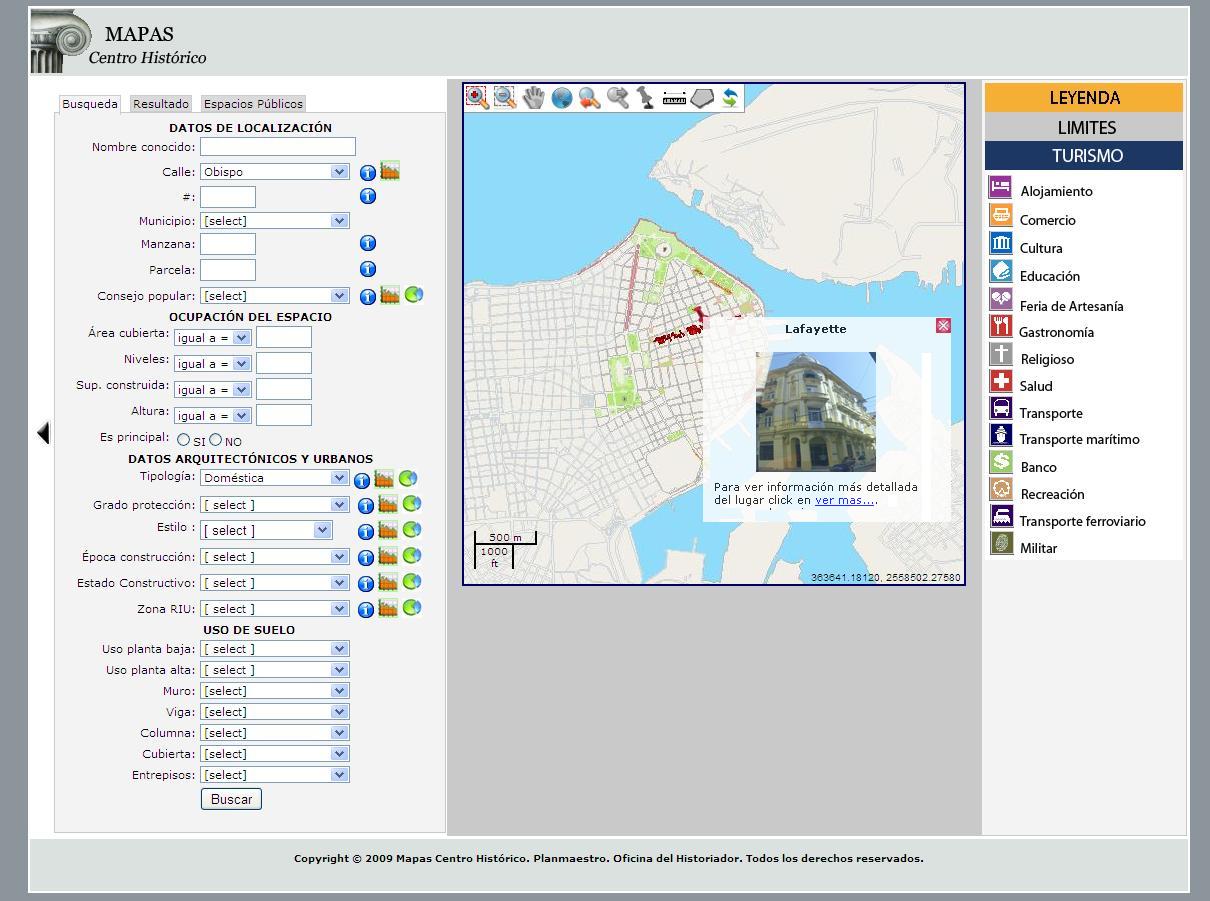 MAPAS
Centro Histórico
Busqueda Resultado Espacios Públicos
DATOS DE LOCALIZACIÓN
Nombre conocido:
Calle: Obispo
#:
Municipio: [select]
Manzana:
Parcela:
Consejo popular: [select]
OCUPACIÓN DEL ESPACIO
Área cubierta: igual a =
Niveles: igual a =
Sup. construida: igual a =
Altura: igual a =
Es principal: SI NO
DATOS ARQUITECTÓNICOS Y URBANOS
Tipología: Doméstica
Grado protección: [ select ]
Estilo : [ select ]
Época construcción: [ select ]
Estado Constructivo: [ select ]
Zona RIU: [ select ]
USO DE SUELO
Uso planta baja: [ select ]
Uso planta alta: [ select ]
Muro: [select]
Viga: [select]
Columna: [select]
Cubierta: [select]
Entrepisos: [select]
Buscar
Lafayette
Para ver información más detallada
del lugar click en ver mas....
500 m
1000
ft
363641.18120, 2558502.27580
LEYENDA
LIMITES
TURISMO
Alojamiento
Comercio
Cultura
Educación
Feria de Artesanía
Gastronomía
Religioso
Salud
Transporte
Transporte marítimo
Banco
Recreación
Transporte ferroviario
Militar
Copyright © 2009 Mapas Centro Histórico. Planmaestro. Oficina del Historiador. Todos los derechos reservados.